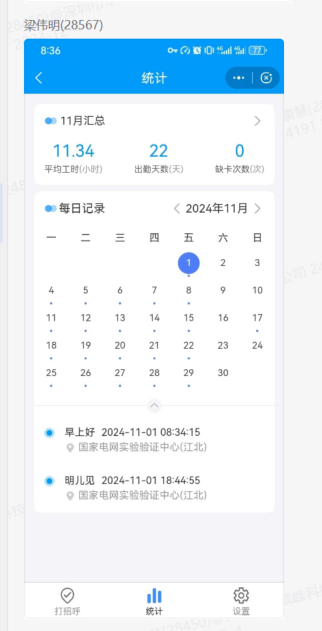 梁伟明(28567)
8:36
77
统计
11月汇总
11.34 22 0
平均工时(小时) 出勤天数(天) 缺卡次数(次)
每日记录 2024年11月
一 二 三 四 五 六 日
1 2 3
4 5 6 7 8 9 10
11 12 13 14 15 16 17
18 19 20 21 22 23 24
25 26 27 28 29 30
早上好 2024-11-01 08:34:15
国家电网实验验证中心(江北)
明儿见 2024-11-01 18:44:55
国家电网实验验证中心(江北)
打招呼 统计 设置